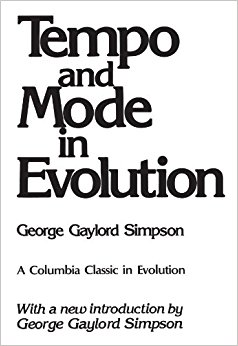 Tempo
and
Mode
in
Evolution
George Gaylord Simpson
A Columbia Classic in Evolution
With a new introduction by
George Gaylord Simpson